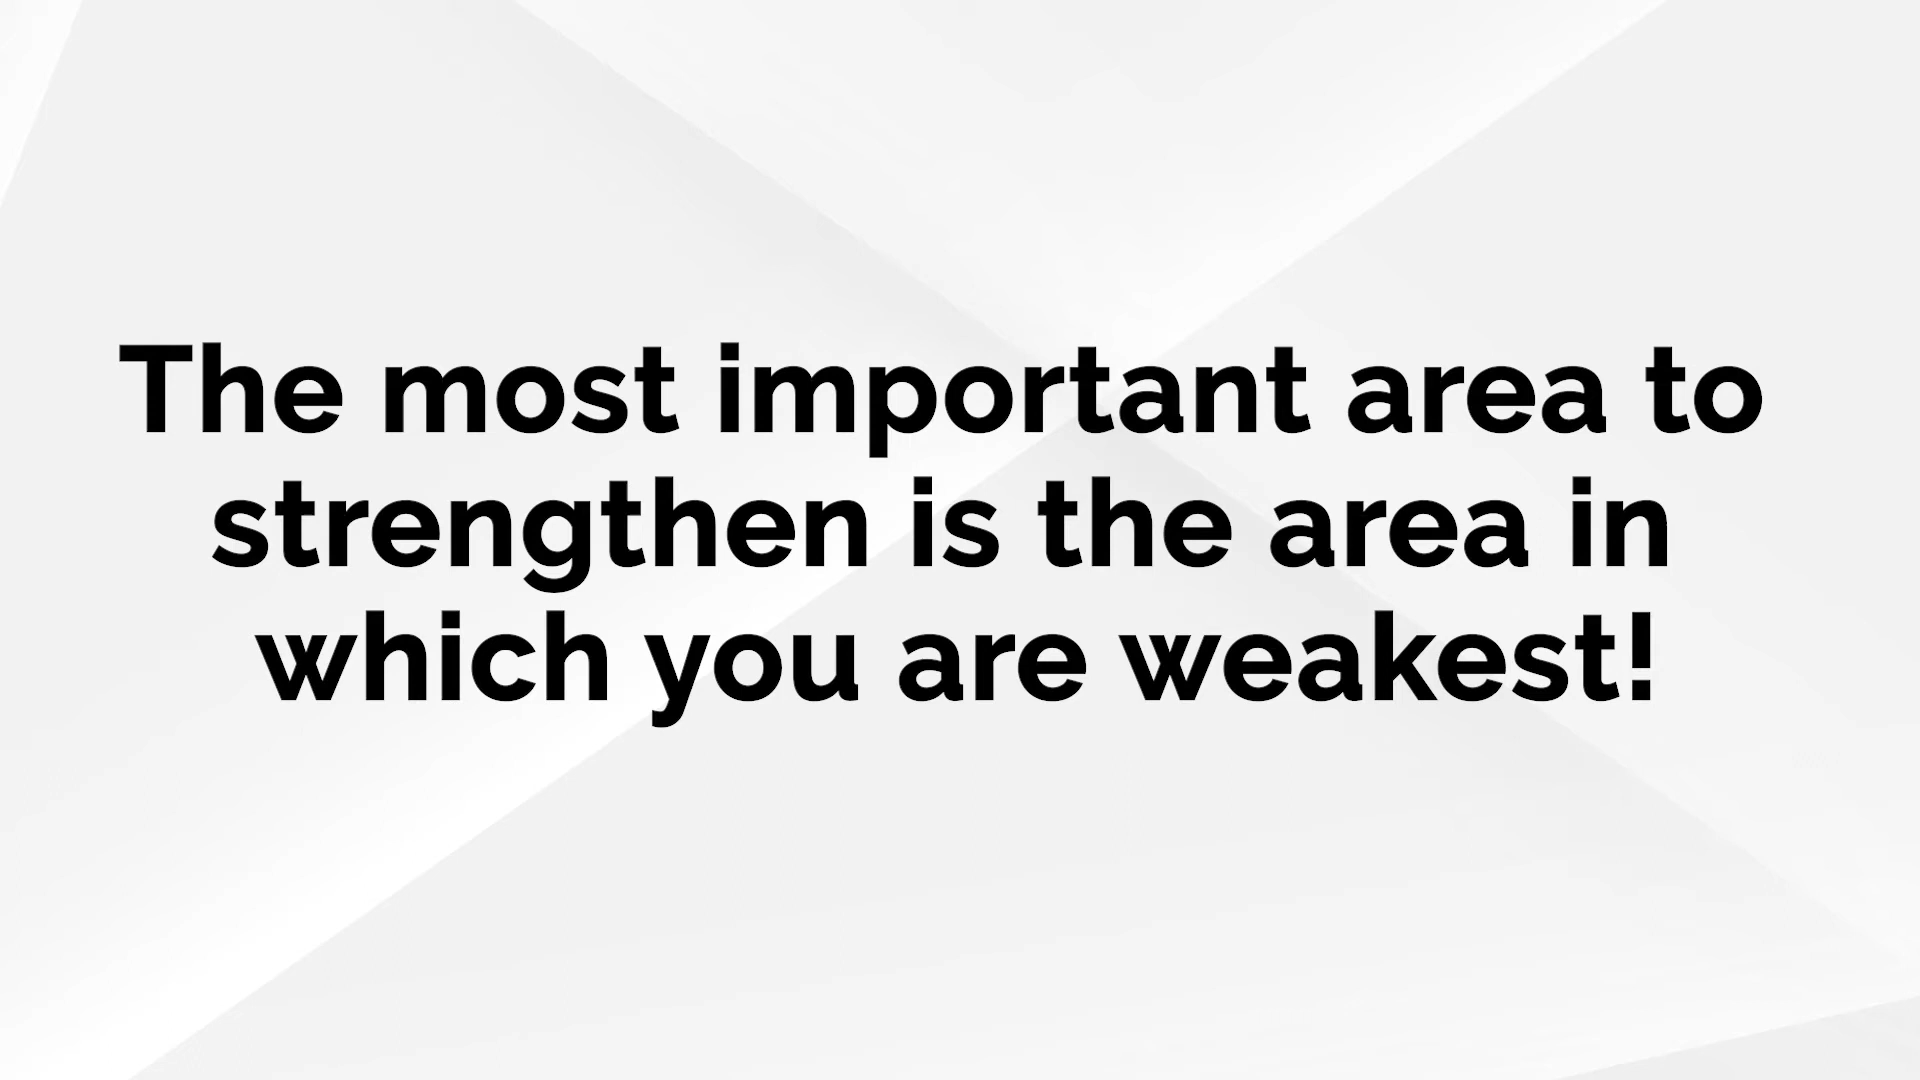 The most important area to
strengthen is the area in
which you are weakest!